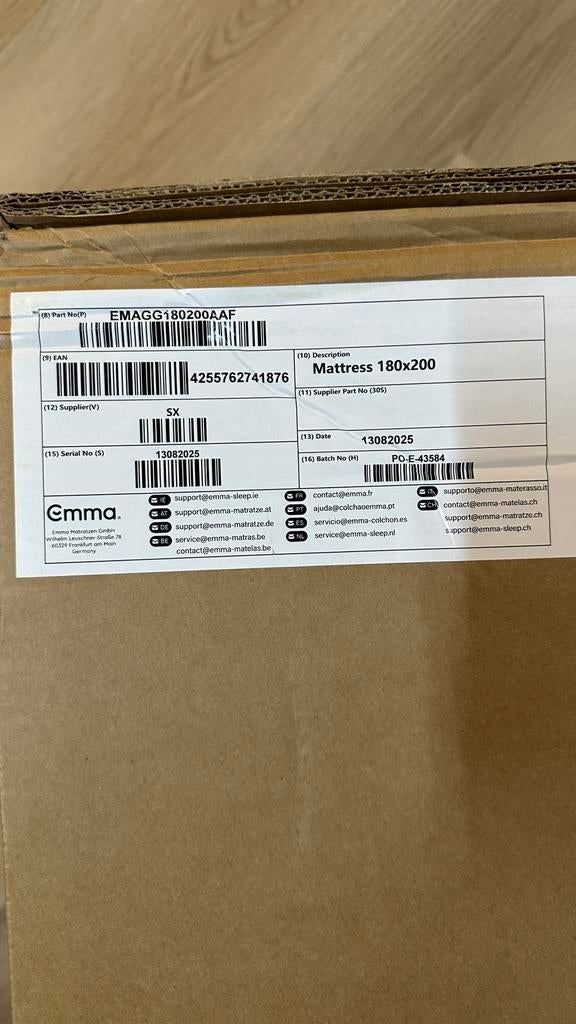 (8) Part No(P) EMAGG180200AAF
(9) EAN
4255762741876
(10) Description
Mattress 180x200
(11) Supplier Part No (30S)
(12) Supplier(V)
SX
(13) Date 13082025
(15) Serial No (S) 13082025
(16) Batch No (H) PO-E-43584
Emma.
Emma Matratzen GmbH
Wilhelm Leuschner-Straße 78
60329 Frankfurt am Main
Germany
IE support@emma-sleep.ie
AT support@emma-matratze.at
DE support@emma-matratze.de
BE service@emma-matras.be
contact@emma-matelas.be
FR contact@emma.fr
PT ajuda@colchaoemma.pt
ES servicio@emma-colchon.es
NL service@emma-sleep.nl
IT supporto@emma-materasso.it
CH contact@emma-matelas.ch
support@emma-matratze.ch
support@emma-sleep.ch